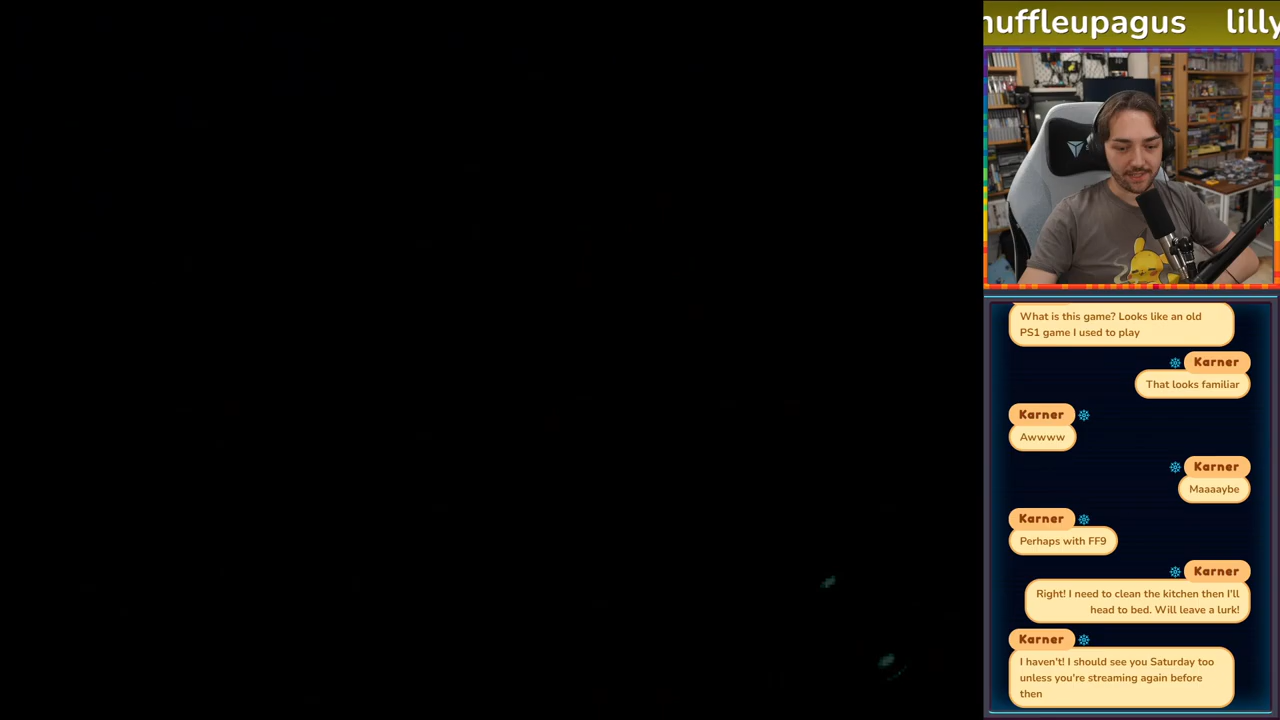 nuffleupagus lilly
What is this game? Looks like an old
PS1 game I used to play
Karner
That looks familiar
Karner
Awwww
Karner
Maaaaybe
Karner
Perhaps with FF9
Karner
Right! I need to clean the kitchen then I'll
head to bed. Will leave a lurk!
Karner
I haven't! I should see you Saturday too
unless you're streaming again before
then